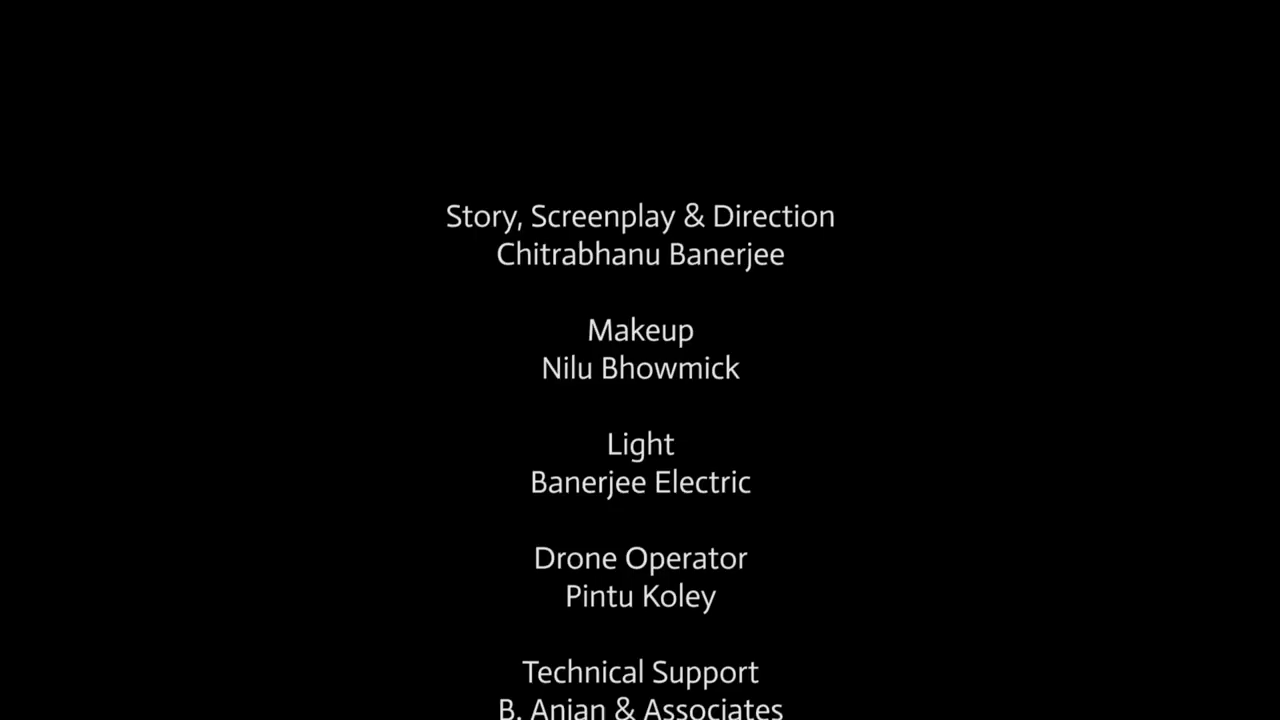 Story, Screenplay & Direction
Chitrabhanu Banerjee
Makeup
Nilu Bhowmick
Light
Banerjee Electric
Drone Operator
Pintu Koley
Technical Support
B. Anjan & Associates